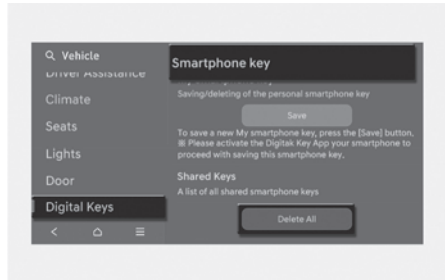 Vehicle
Driver Assistance
Climate
Seats
Lights
Door
Digital Keys
Smartphone key
Saving/deleting of the personal smartphone key
Save
To save a new My smartphone key, press the [Save] button.
※ Please activate the Digitak Key App your smartphone to
proceed with saving this smartphone key.
Shared Keys
A list of all shared smartphone keys
Delete All